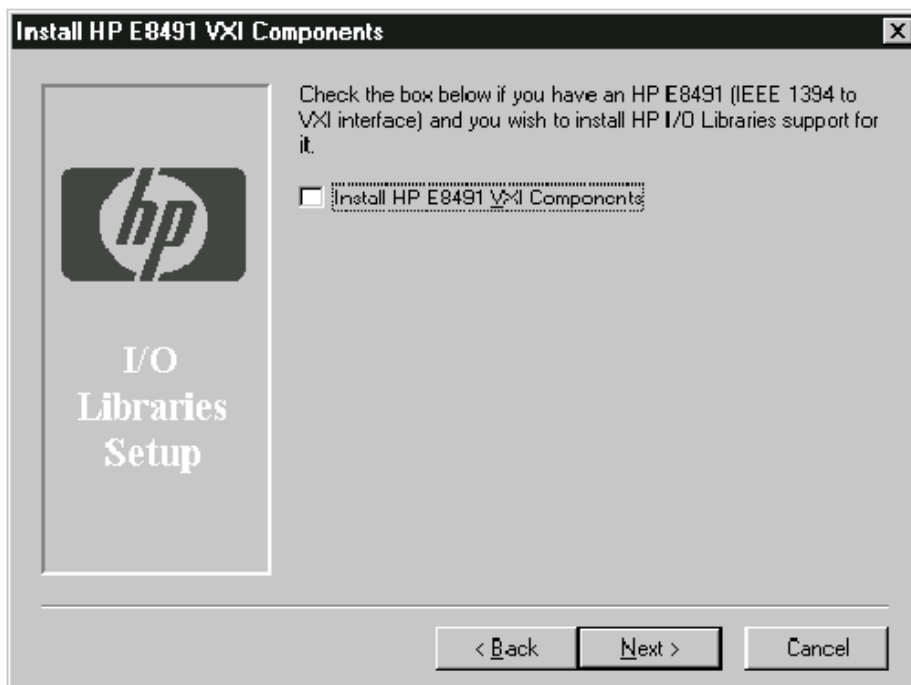 Install HP E8491 VXI Components
Check the box below if you have an HP E8491 (IEEE 1394 to
VXI interface) and you wish to install HP I/O Libraries support for
it.
Install HP E8491 VXI Components
hp
I/O
Libraries
Setup
< Back
Next >
Cancel